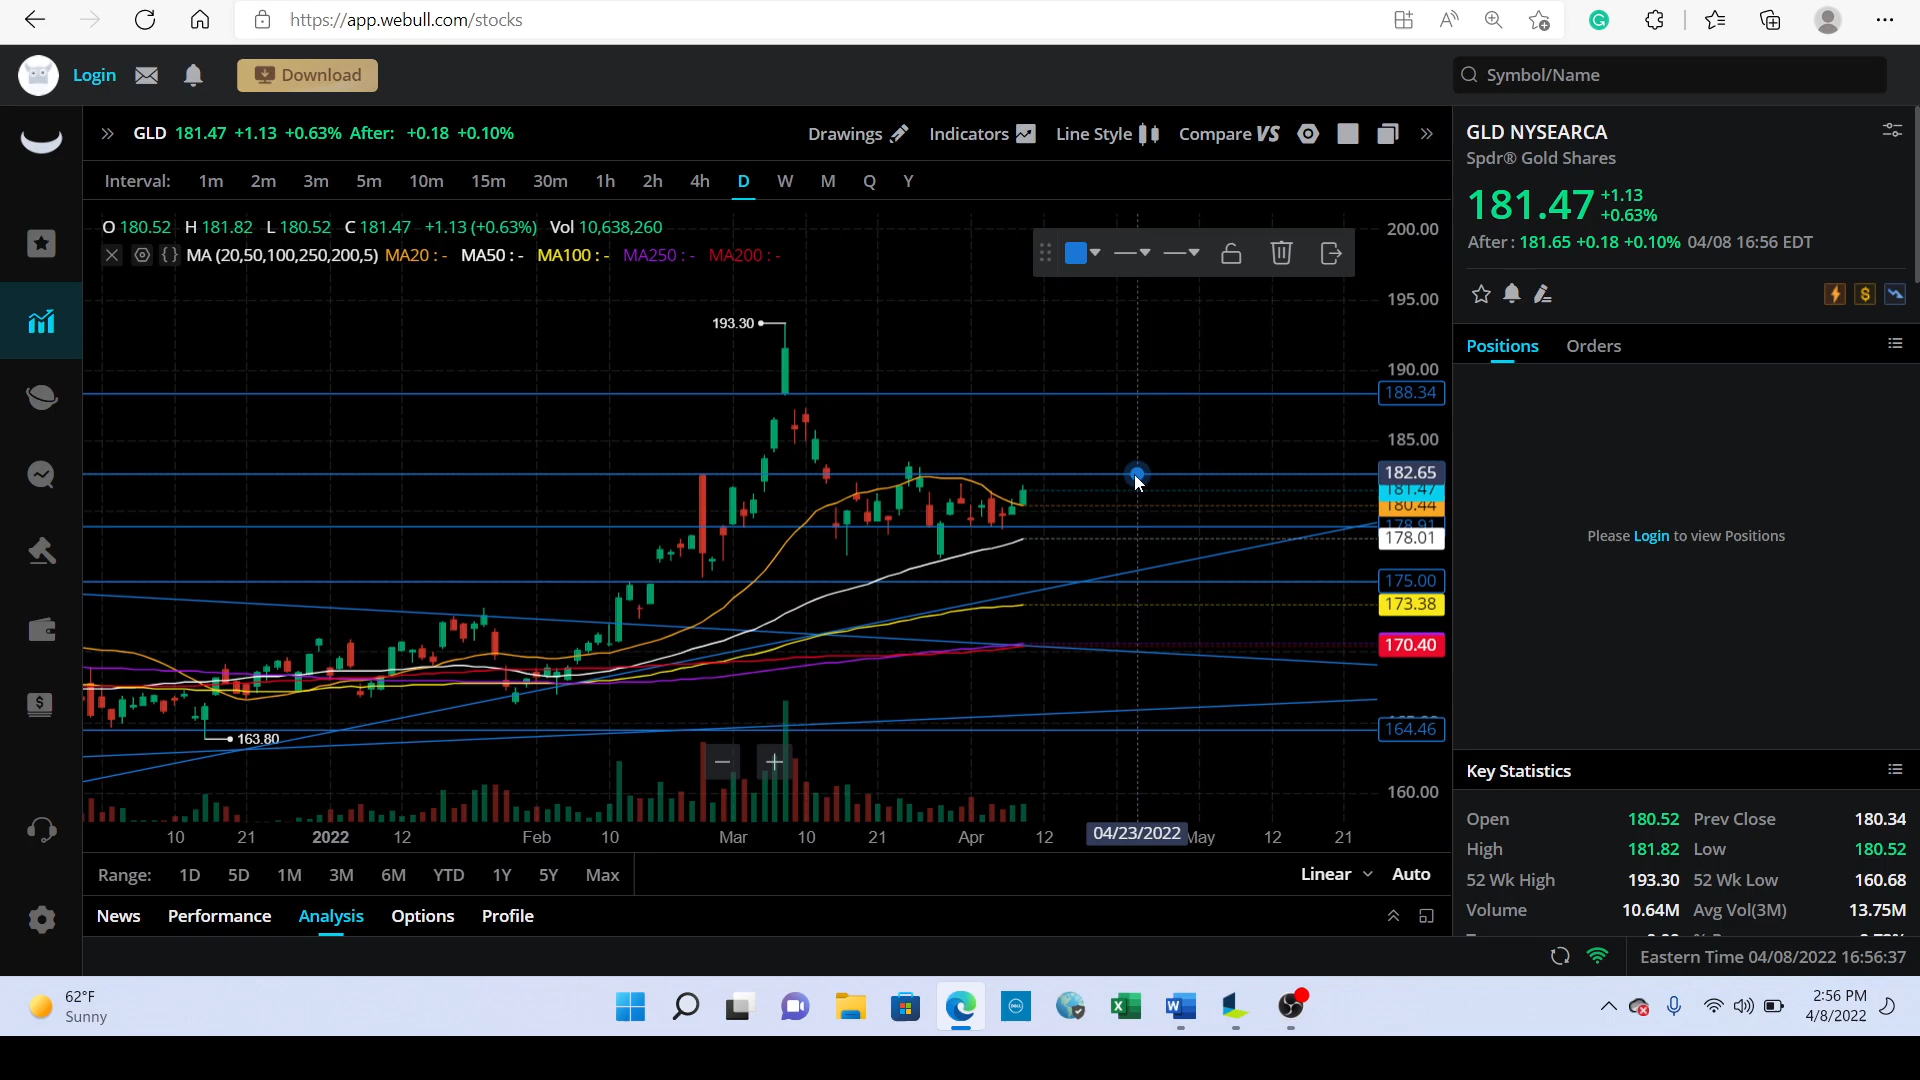 https://app.webull.com/stocks
Login
Download
Symbol/Name
GLD 181.47 +1.13 +0.63% After: +0.18 +0.10%
Drawings
Indicators
Line Style
Compare VS
Interval: 1m 2m 3m 5m 10m 15m 30m 1h 2h 4h D W M Q Y
O 180.52 H 181.82 L 180.52 C 181.47 +1.13 (+0.63%) Vol 10,638,260
MA (20,50,100,250,200,5) MA20 : - MA50 : - MA100 : - MA250 : - MA200 : -
193.30
163.80
200.00
195.00
190.00
188.34
185.00
182.65
181.47
180.44
178.91
178.01
175.00
173.38
170.40
164.46
160.00
10 21 2022 12 Feb 10 Mar 10 21 Apr 12 04/23/2022 May 12 21
Range: 1D 5D 1M 3M 6M YTD 1Y 5Y Max
Linear
Auto
News Performance Analysis Options Profile
GLD NYSEARCA
Spdr® Gold Shares
181.47
+1.13
+0.63%
After : 181.65 +0.18 +0.10% 04/08 16:56 EDT
Positions Orders
Please Login to view Positions
Key Statistics
Open 180.52 Prev Close 180.34
High 181.82 Low 180.52
52 Wk High 193.30 52 Wk Low 160.68
Volume 10.64M Avg Vol(3M) 13.75M
Eastern Time 04/08/2022 16:56:37
62°F
Sunny
2:56 PM
4/8/2022